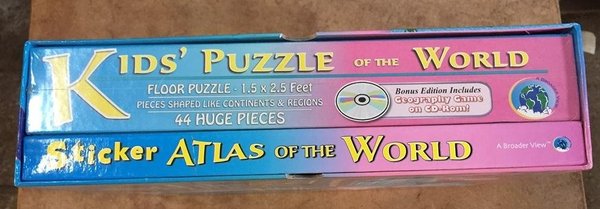 KIDS' PUZZLE OF THE WORLD
FLOOR PUZZLE - 1.5 x 2.5 Feet
PIECES SHAPED LIKE CONTINENTS & REGIONS
44 HUGE PIECES
Bonus Edition Includes
Geography Game
on CD-Rom!
Sticker ATLAS OF THE WORLD
A Broader View™